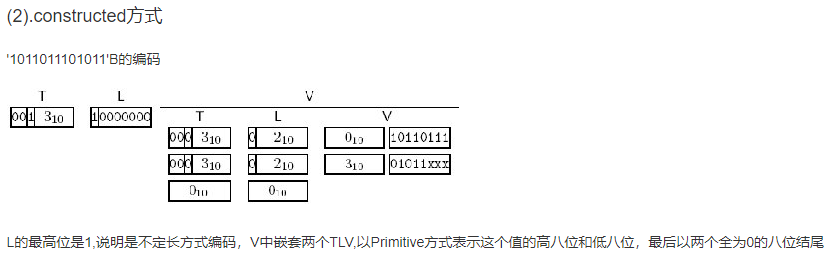 (2).constructed方式
'1011011101011'B的编码
T L V
001 3₁₀ 10000000 T L V
000 3₁₀ 0 2₁₀ 0₁₀ 10110111
000 3₁₀ 0 2₁₀ 3₁₀ 01011xxx
0₁₀ 0₁₀
L的最高位是1,说明是不定长方式编码，V中嵌套两个TLV,以Primitive方式表示这个值的高八位和低八位，最后以两个全为0的八位结尾